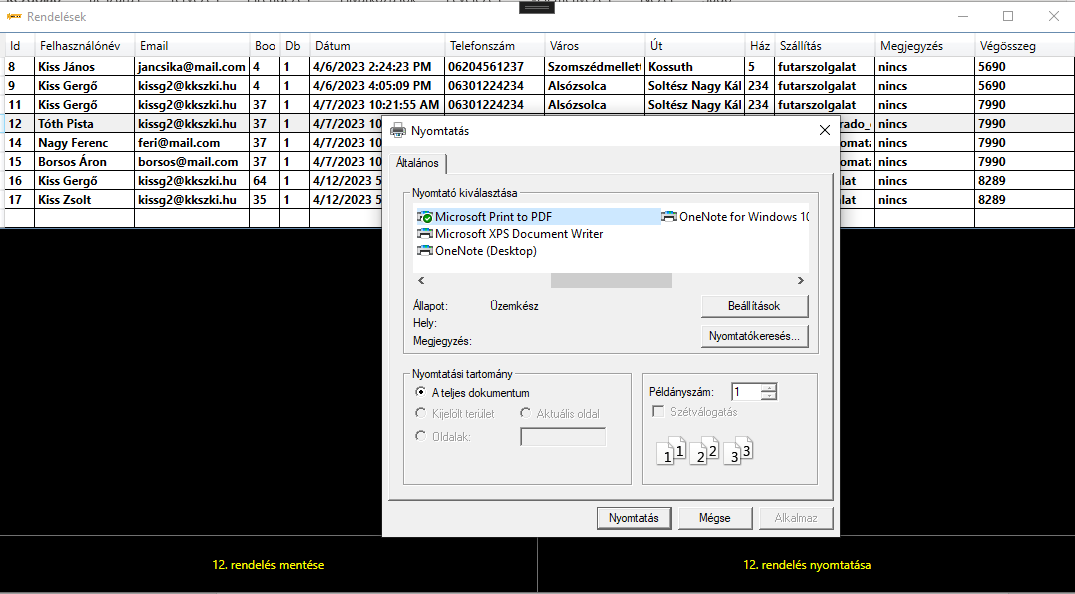 Rendelések
Id Felhasználónév Email Boo Db Dátum Telefonszám Város Út Ház Szállítás Megjegyzés Végösszeg
8 Kiss János jancsika@mail.com 4 1 4/6/2023 2:24:23 PM 06204561237 Szomszédmellett Kossuth 5 futarszolgalat nincs 5690
9 Kiss Gergő kissg2@kkszki.hu 4 1 4/6/2023 4:05:09 PM 06301224234 Alsózsolca Soltész Nagy Kál 234 futarszolgalat nincs 5690
11 Kiss Gergő kissg2@kkszki.hu 37 1 4/7/2023 10:21:55 AM 06301224234 Alsózsolca Soltész Nagy Kál 234 futarszolgalat nincs 7990
12 Tóth Pista kissg2@kkszki.hu 37 1 4/7/2023 10 rado_ nincs 7990
14 Nagy Ferenc feri@mail.com 37 1 4/7/2023 10 omat nincs 7990
15 Borsos Áron borsos@mail.com 37 1 4/7/2023 10 omat nincs 7990
16 Kiss Gergő kissg2@kkszki.hu 64 1 4/12/2023 5 alat nincs 8289
17 Kiss Zsolt kissg2@kkszki.hu 35 1 4/12/2023 5 alat nincs 8289
Nyomtatás
Általános
Nyomtató kiválasztása
Microsoft Print to PDF OneNote for Windows 10
Microsoft XPS Document Writer
OneNote (Desktop)
Állapot: Üzemkész Beállítások
Hely:
Megjegyzés: Nyomtatókeresés...
Nyomtatási tartomány
A teljes dokumentum Példányszám: 1
Kijelölt terület Aktuális oldal Szétválogatás
Oldalak:
1 1 2 2 3 3
Nyomtatás Mégse Alkalmaz
12. rendelés mentése 12. rendelés nyomtatása